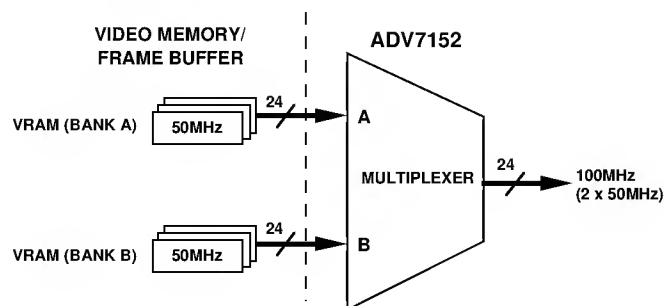 VIDEO MEMORY/
FRAME BUFFER
ADV7152
VRAM (BANK A)
50MHz
24
A
MULTIPLEXER
24
100MHz
(2 x 50MHz)
VRAM (BANK B)
50MHz
24
B